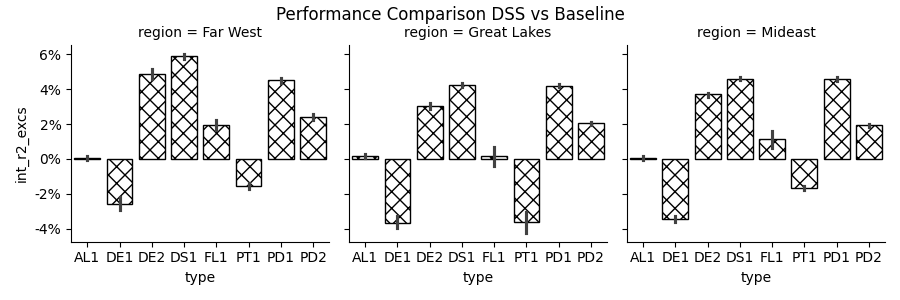 Performance Comparison DSS vs Baseline
region = Far West
region = Great Lakes
region = Mideast
int_r2_excs
6%
4%
2%
0%
-2%
-4%
AL1 DE1 DE2 DS1 FL1 PT1 PD1 PD2
AL1 DE1 DE2 DS1 FL1 PT1 PD1 PD2
AL1 DE1 DE2 DS1 FL1 PT1 PD1 PD2
type
type
type